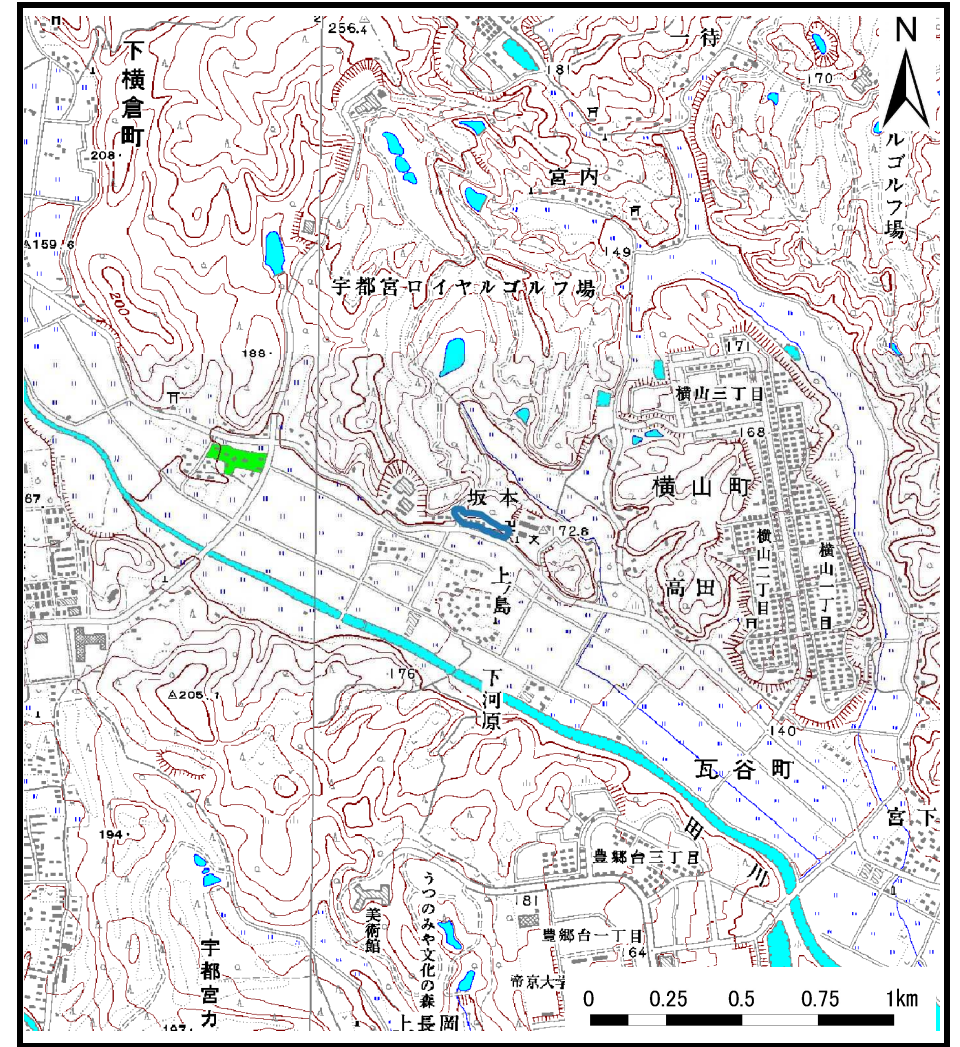 256.4
一待
N
下横倉町
181
170
208
ルゴルフ場
宮内
159.6
149
200
宇都宮ロイヤルゴルフ場
188
171
横山三丁目
168
坂本
横山町
67
72.8
横山二丁目
横山一丁目
上ノ島
高田
176
下河原
205.1
140
瓦谷町
194
宮下
田川
豊郷台三丁目
うつのみや文化の森
美術館
181
豊郷台一丁目
164
宇都宮カ
帝京大学
上長岡
197
0 0.25 0.5 0.75 1km